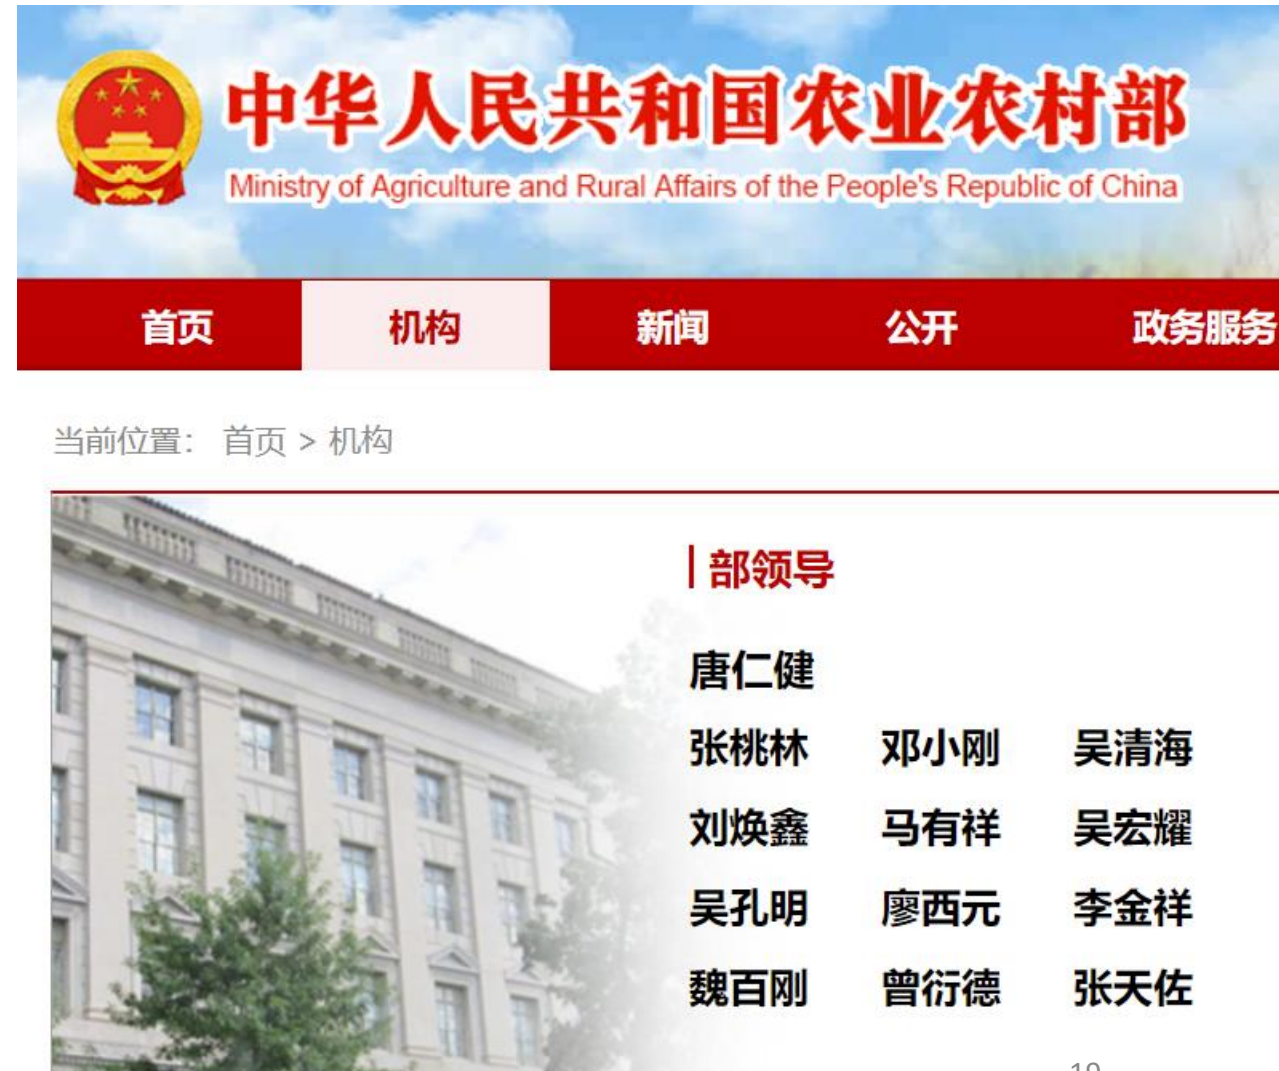 中华人民共和国农业农村部
Ministry of Agriculture and Rural Affairs of the People's Republic of China
首页 机构 新闻 公开 政务服务
当前位置： 首页 > 机构
部领导
唐仁健
张桃林 邓小刚 吴清海
刘焕鑫 马有祥 吴宏耀
吴孔明 廖西元 李金祥
魏百刚 曾衍德 张天佐